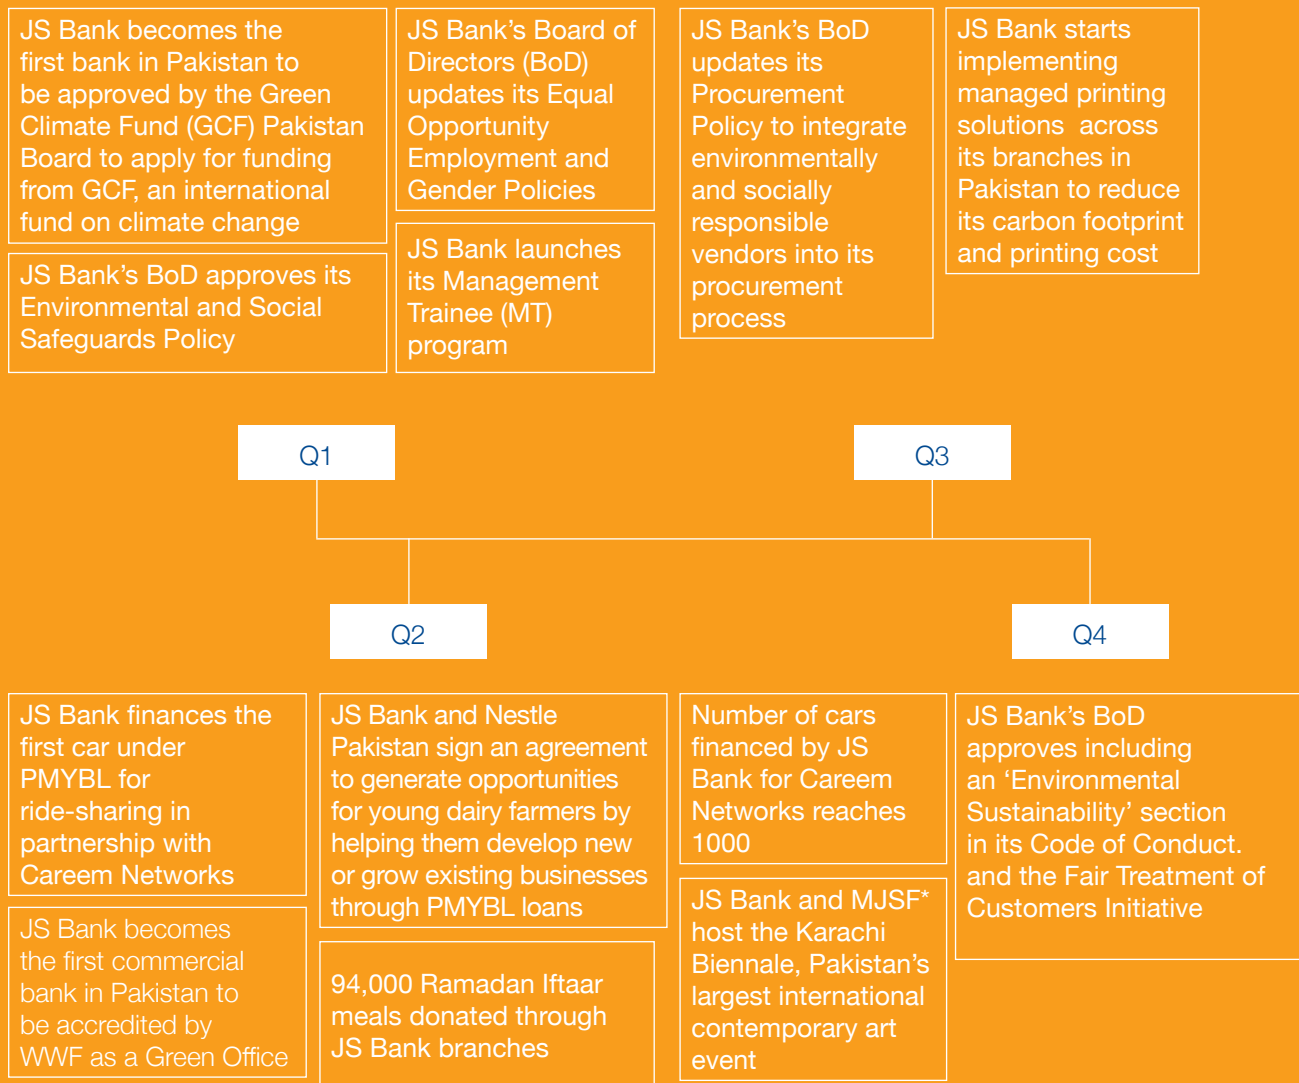 JS Bank becomes the
first bank in Pakistan to
be approved by the Green
Climate Fund (GCF) Pakistan
Board to apply for funding
from GCF, an international
fund on climate change
JS Bank's BoD approves its
Environmental and Social
Safeguards Policy
JS Bank's Board of
Directors (BoD)
updates its Equal
Opportunity
Employment and
Gender Policies
JS Bank launches
its Management
Trainee (MT)
program
JS Bank's BoD
updates its
Procurement
Policy to integrate
environmentally
and socially
responsible
vendors into its
procurement
process
JS Bank starts
implementing
managed printing
solutions across
its branches in
Pakistan to reduce
its carbon footprint
and printing cost
Q1
Q3
Q2
Q4
JS Bank finances the
first car under
PMYBL for
ride-sharing in
partnership with
Careem Networks
JS Bank becomes
the first commercial
bank in Pakistan to
be accredited by
WWF as a Green Office
JS Bank and Nestle
Pakistan sign an agreement
to generate opportunities
for young dairy farmers by
helping them develop new
or grow existing businesses
through PMYBL loans
94,000 Ramadan Iftaar
meals donated through
JS Bank branches
Number of cars
financed by JS
Bank for Careem
Networks reaches
1000
JS Bank and MJSF*
host the Karachi
Biennale, Pakistan's
largest international
contemporary art
event
JS Bank's BoD
approves including
an 'Environmental
Sustainability' section
in its Code of Conduct.
and the Fair Treatment of
Customers Initiative